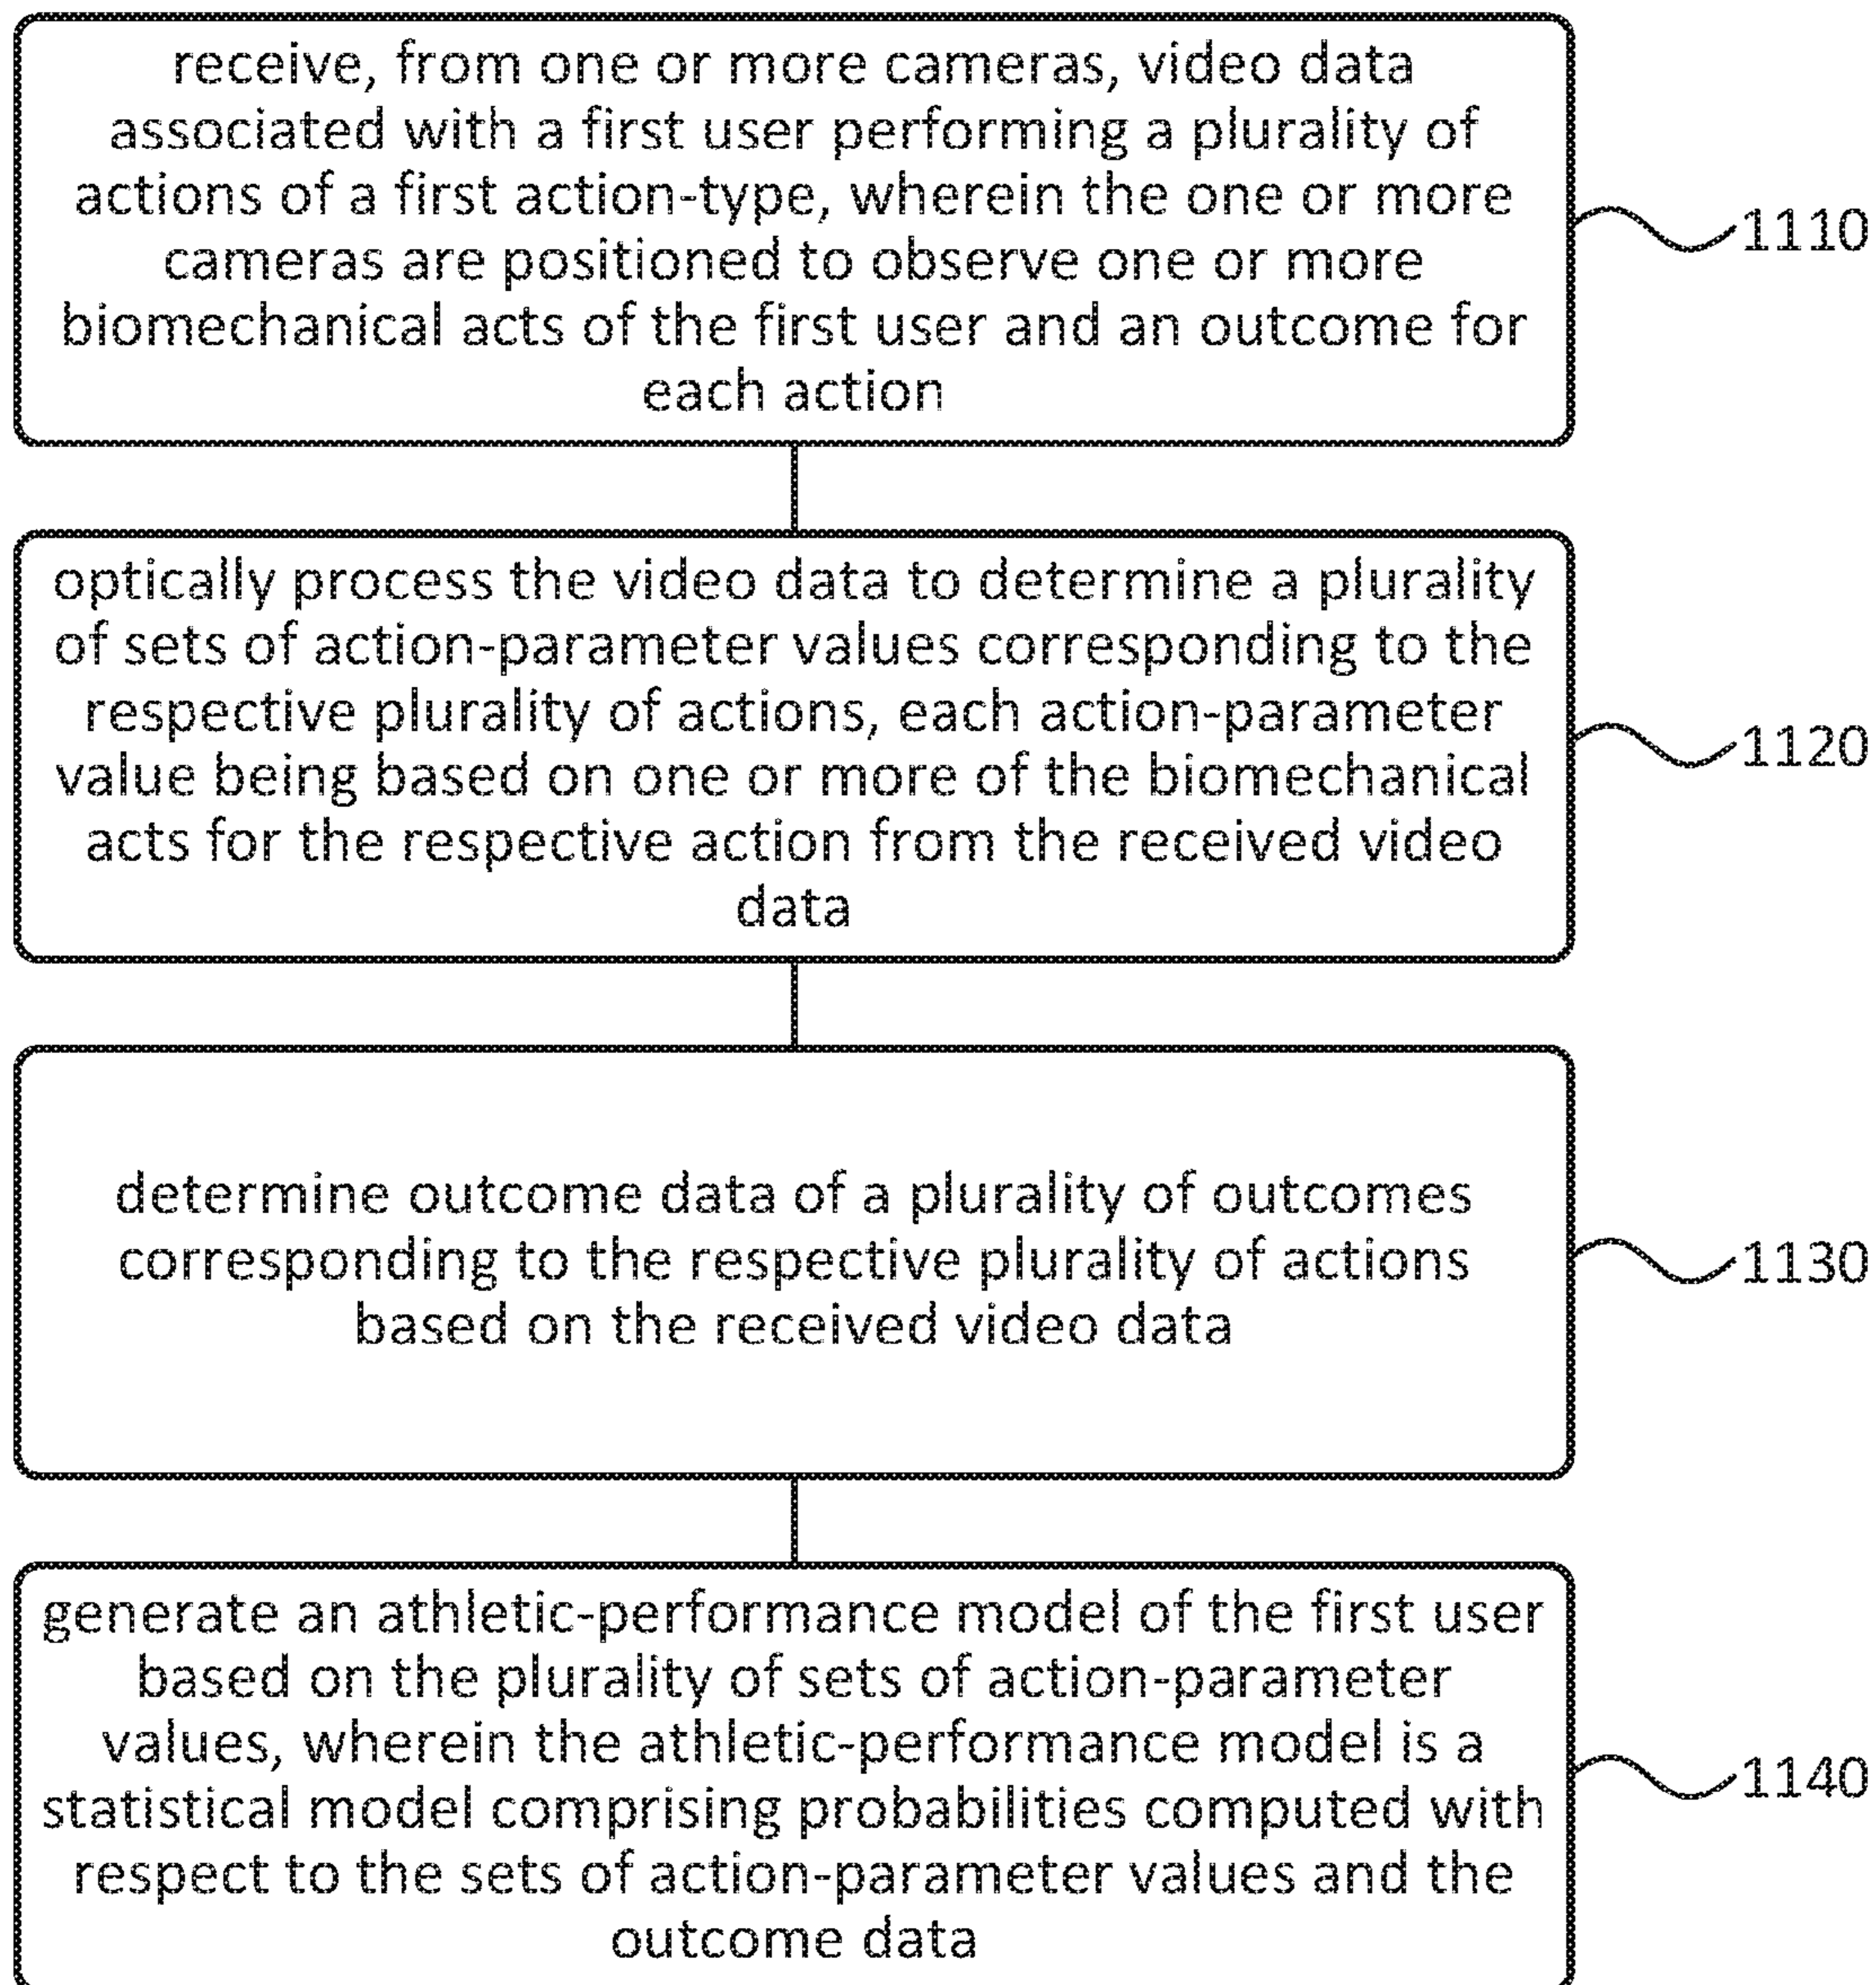 receive, from one or more cameras, video data
associated with a first user performing a plurality of
actions of a first action-type, wherein the one or more
cameras are positioned to observe one or more
biomechanical acts of the first user and an outcome for
each action
1110
optically process the video data to determine a plurality
of sets of action-parameter values corresponding to the
respective plurality of actions, each action-parameter
value being based on one or more of the biomechanical
acts for the respective action from the received video
data
1120
determine outcome data of a plurality of outcomes
corresponding to the respective plurality of actions
based on the received video data
1130
generate an athletic-performance model of the first user
based on the plurality of sets of action-parameter
values, wherein the athletic-performance model is a
statistical model comprising probabilities computed with
respect to the sets of action-parameter values and the
outcome data
1140